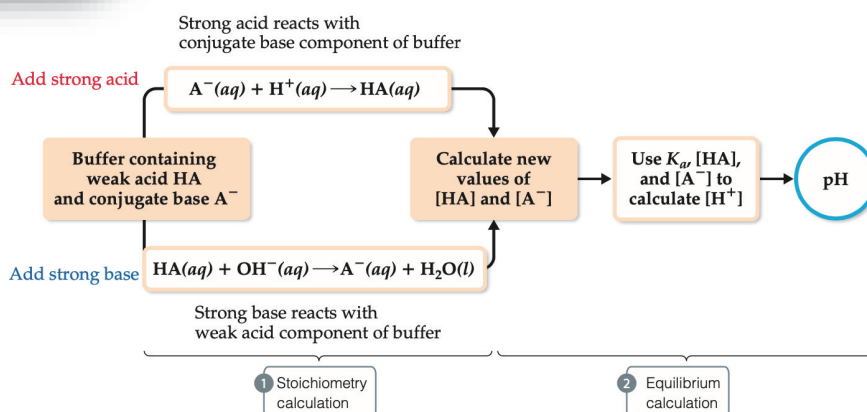 Strong acid reacts with
conjugate base component of buffer
Add strong acid
A⁻(aq) + H⁺(aq) ⟶ HA(aq)
Buffer containing
weak acid HA
and conjugate base A⁻
Calculate new
values of
[HA] and [A⁻]
Use Kₐ, [HA],
and [A⁻] to
calculate [H⁺]
pH
Add strong base
HA(aq) + OH⁻(aq) ⟶ A⁻(aq) + H₂O(l)
Strong base reacts with
weak acid component of buffer
1 Stoichiometry
calculation
2 Equilibrium
calculation